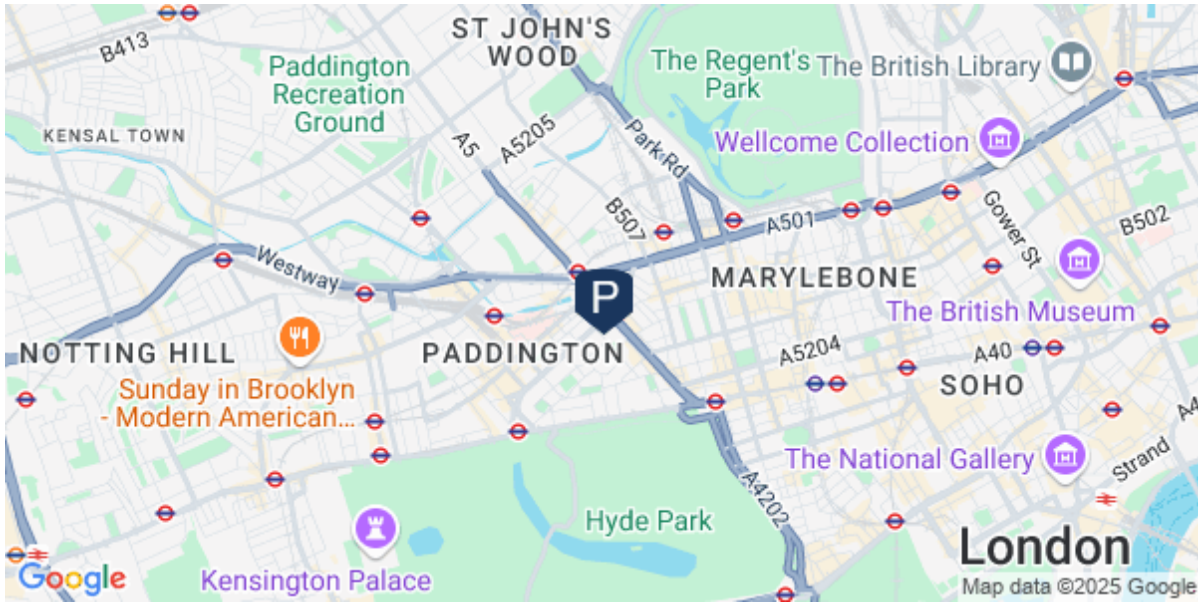 ST JOHN'S
WOOD
B413
Paddington
Recreation
Ground
The Regent's
Park
The British Library
KENSAL TOWN
A5
A5205
Park Rd
Wellcome Collection
B507
A501
Gower St
B502
Westway
MARYLEBONE
P
The British Museum
NOTTING HILL
PADDINGTON
A5204
A40
SOHO
Sunday in Brooklyn
- Modern American...
A4
The National Gallery
Strand
A4202
Hyde Park
London
Kensington Palace
Google
Map data ©2025 Google